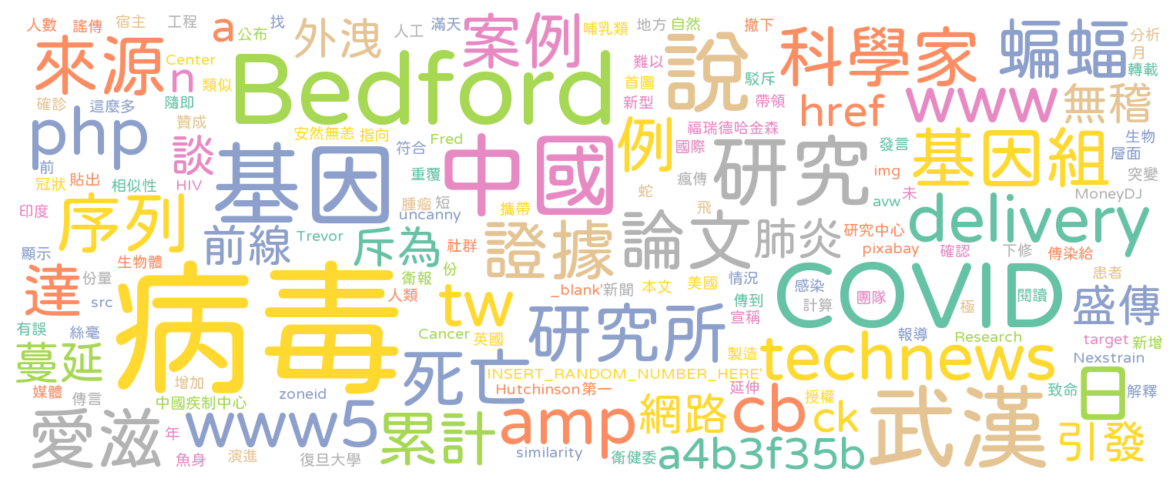 人數 謠傳 宿主 工程 a 公布 找 外洩 人工 滿天 案例 哺乳類 地方 自然 撤下 科學家 蝙蝠 分析
來源 n Center 類似 Bedford 難以 說 駁斥 月 轉載
確診 這麼多 隨即 首圖 新型 帶領 href www 無稽
php 贊成 安然無恙 指向 Fred 例 福瑞德哈金森 發言 生物
前 談 基因 符合 中國 國際 研究 基因組 層面
冠狀 貼出 相似性 HIV 重覆 蛇 瘋傳 img 突變
印度 序列 腫瘤 短 攜帶 飛 avw 未 MoneyDJ
前線 uncanny 證據 論文 肺炎 研究中心 delivery
顯示 Trevor 斥為 社群 pixabay 確認 下修 傳染給
生物體 衛報 份 本文 美國 情況 患者
達 份量 病毒 人類 _blank' 新聞 傳到 感染 COVID 閱讀 盛傳
src tw 宣稱 計算 團隊 極
有誤 絲毫 Cancer 英國 研究所 報導 Research target 新增
蔓延 死亡 製造 technews Nexstrain
媒體 增加 INSERT_RANDOM_NUMBER_HERE'
傳言 中國疾制中心 zoneid Hutchinson 第一 延伸 授權 致命 日 解釋
愛滋 年 www5 累計 amp 網路 cb ck 武漢 引發
魚身 演進 復旦大學 similarity 衛健委 a4b3f35b